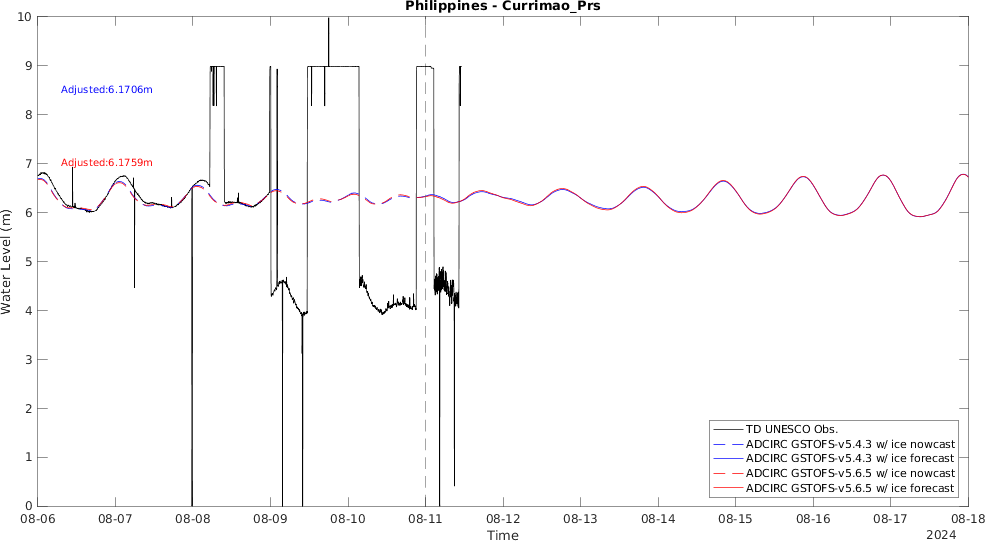 Philippines - Currimao_Prs
10
9
8
7
6
5
4
3
2
1
0
Water Level (m)
Adjusted:6.1706m
Adjusted:6.1759m
TD UNESCO Obs.
ADCIRC GSTOFS-v5.4.3 w/ ice nowcast
ADCIRC GSTOFS-v5.4.3 w/ ice forecast
ADCIRC GSTOFS-v5.6.5 w/ ice nowcast
ADCIRC GSTOFS-v5.6.5 w/ ice forecast
08-06 08-07 08-08 08-09 08-10 08-11 08-12 08-13 08-14 08-15 08-16 08-17 08-18
Time
2024